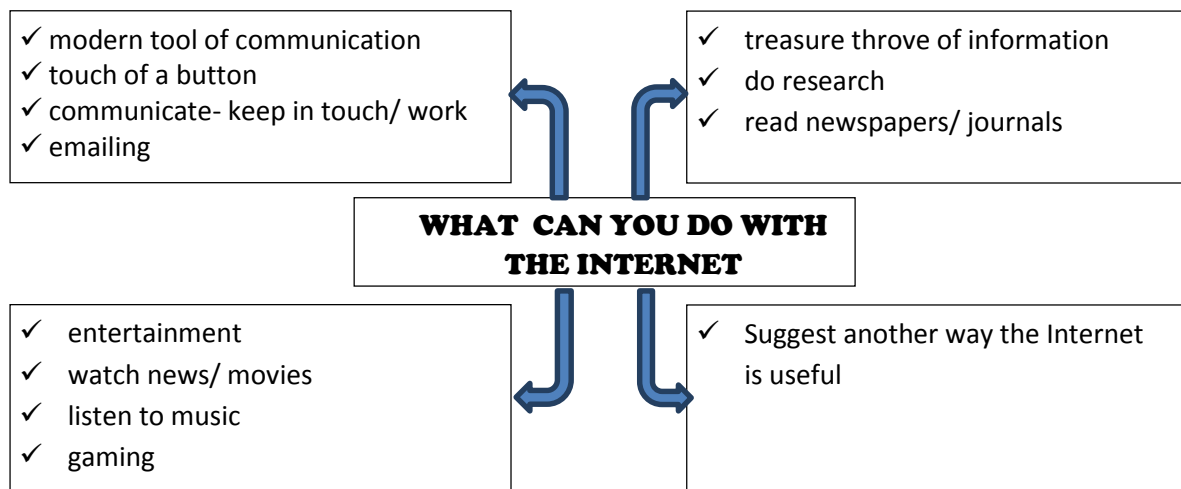 ✓ modern tool of communication
✓ touch of a button
✓ communicate- keep in touch/ work
✓ emailing
✓ treasure throve of information
✓ do research
✓ read newspapers/ journals
WHAT CAN YOU DO WITH
THE INTERNET
✓ entertainment
✓ watch news/ movies
✓ listen to music
✓ gaming
✓ Suggest another way the Internet
is useful